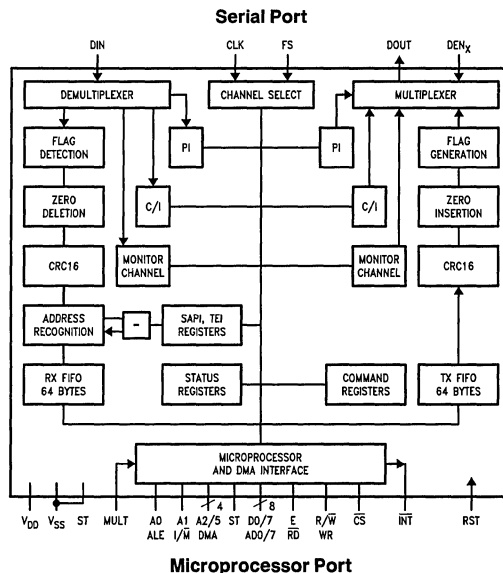 Serial Port
DIN CLK FS DOUT DENX
DEMULTIPLEXER CHANNEL SELECT MULTIPLEXER
FLAG
DETECTION
PI PI
FLAG
GENERATION
ZERO
DELETION
C/I C/I
ZERO
INSERTION
CRC16
MONITOR
CHANNEL
MONITOR
CHANNEL
CRC16
ADDRESS
RECOGNITION
=
SAPI, TEI
REGISTERS
RX FIFO
64 BYTES
STATUS
REGISTERS
COMMAND
REGISTERS
TX FIFO
64 BYTES
MICROPROCESSOR
AND DMA INTERFACE
4 8
VDD VSS ST MULT A0 A1 A2/5 ST D0/7 E R/W CS INT RST
ALE I/M DMA AD0/7 RD WR
Microprocessor Port